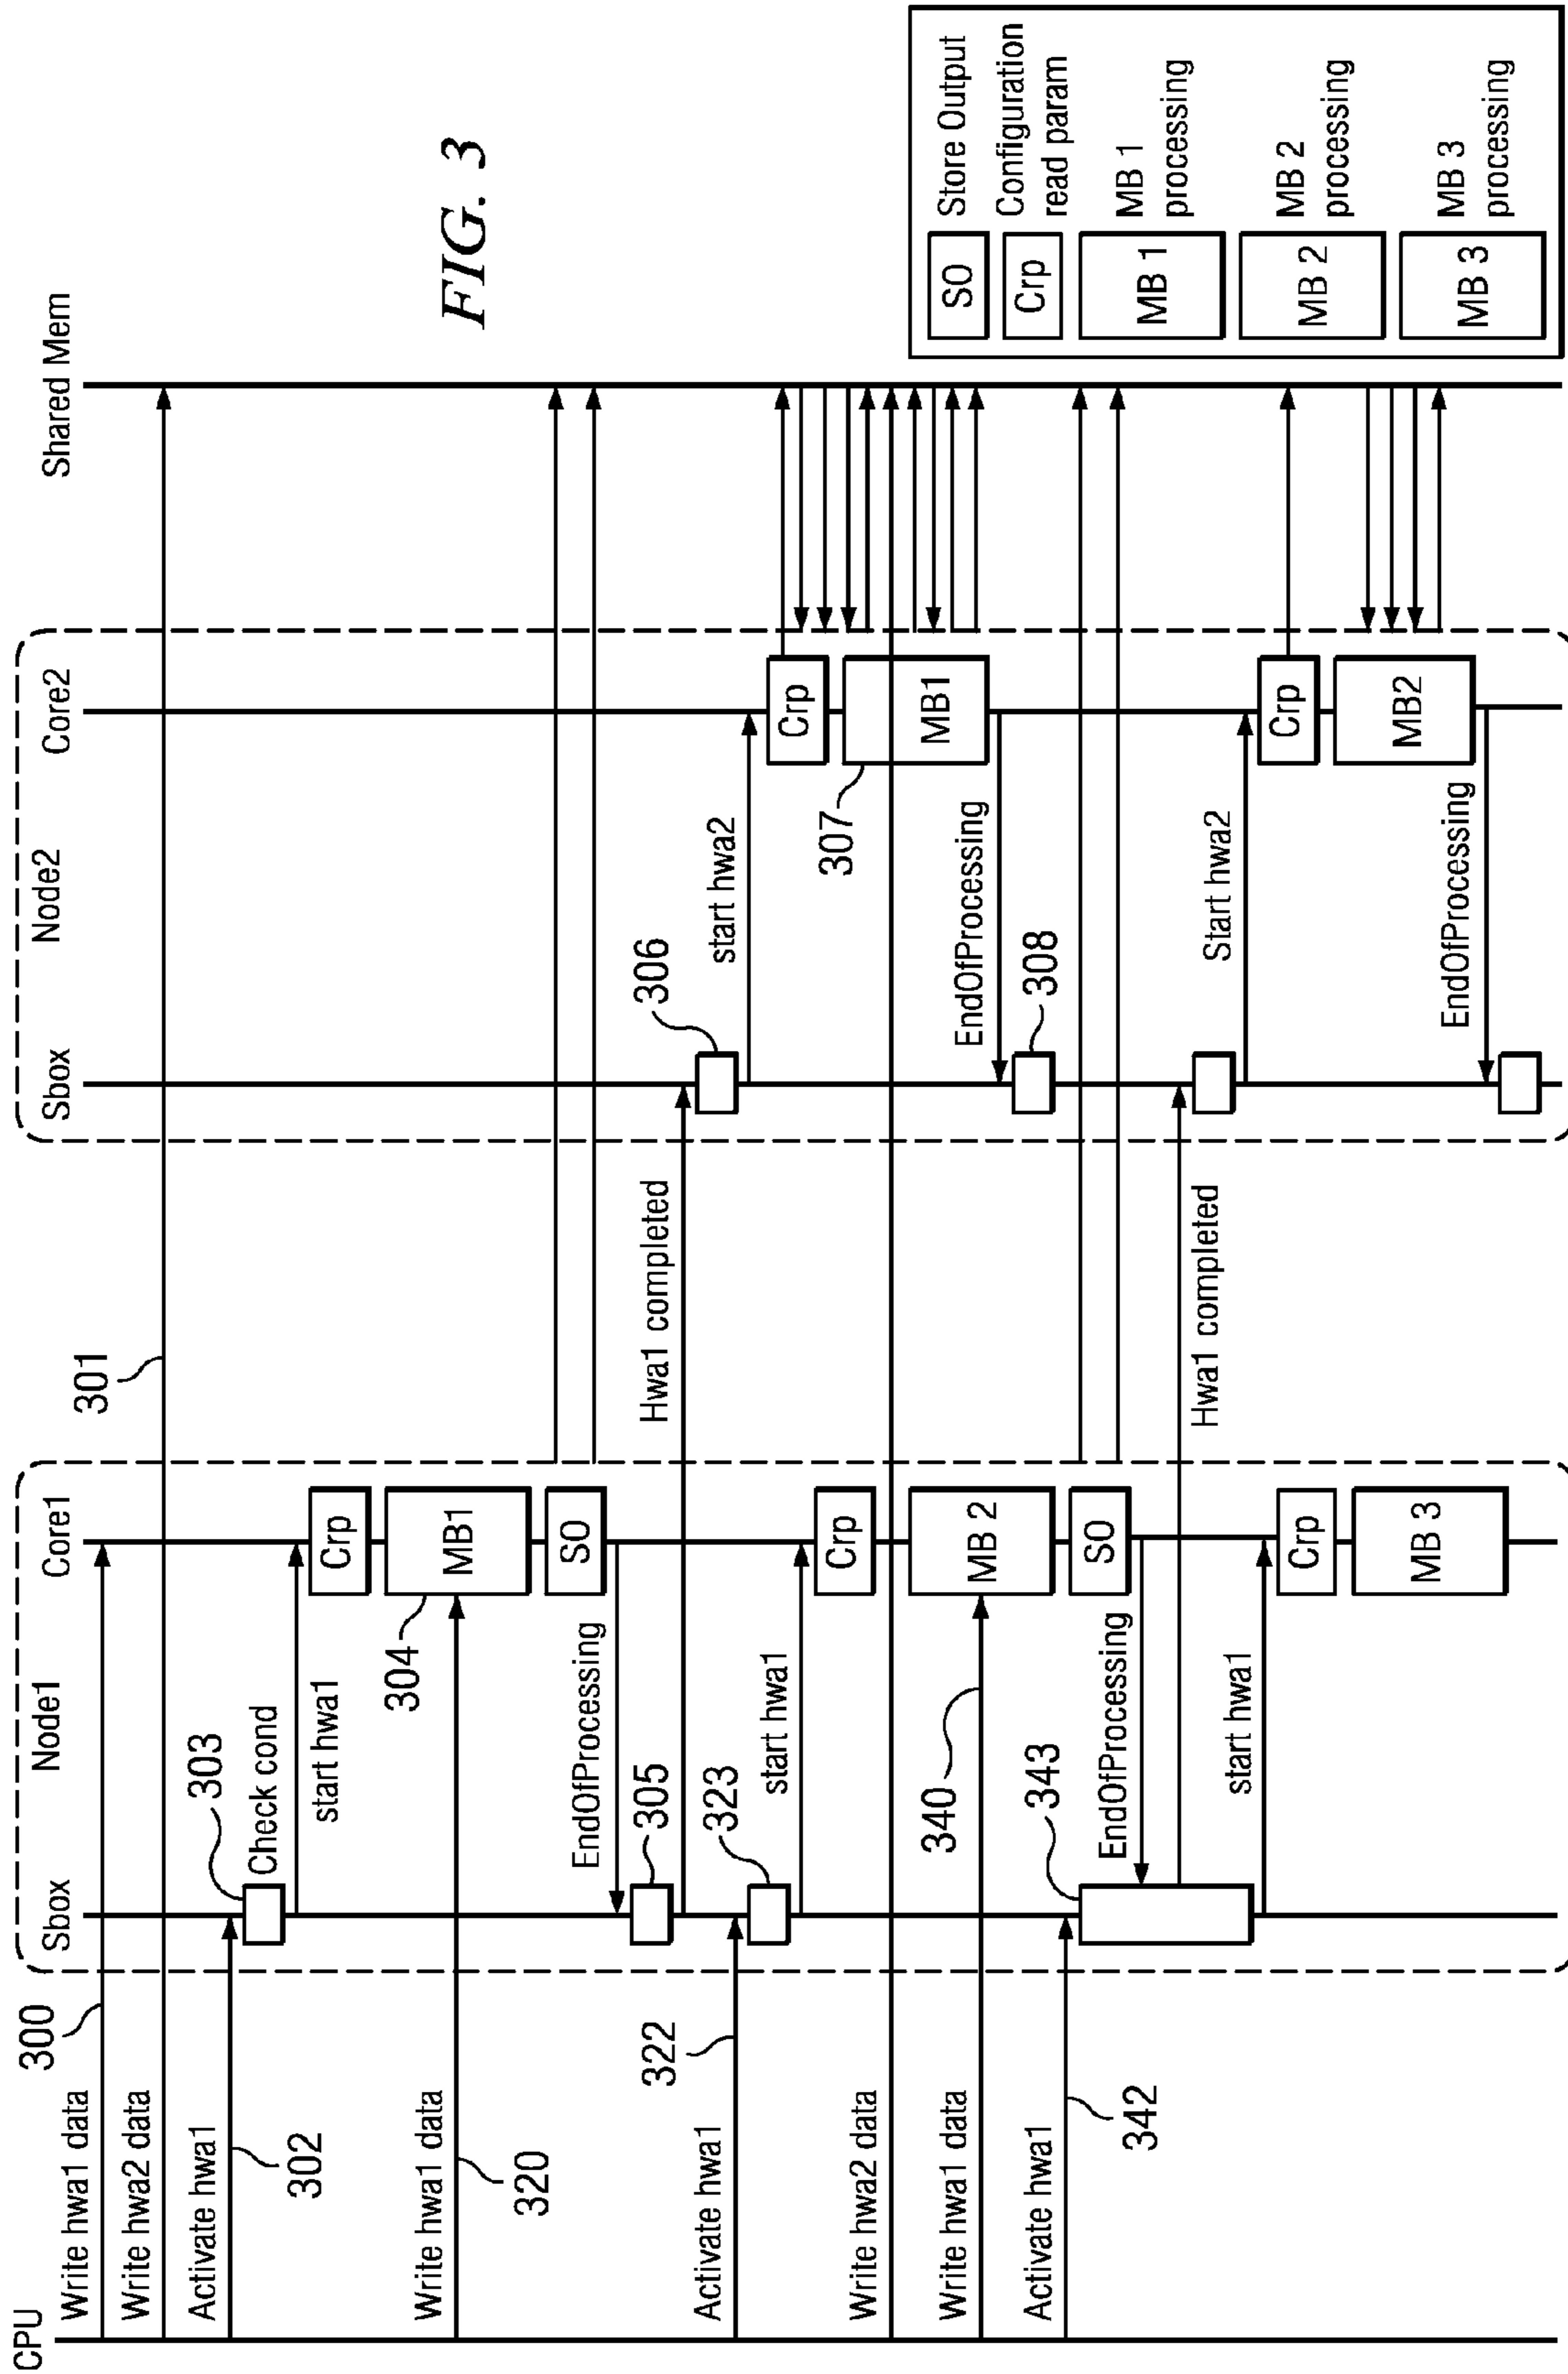 CPU
Node1
Node2
Sbox
Core1
Sbox
Core2
Shared Mem
Write hwa1 data
300
Write hwa2 data
301
Activate hwa1
302
303
Check cond
start hwa1
Crp
304
MB1
Write hwa1 data
320
SO
EndOfProcessing
305
Hwa1 completed
306
Activate hwa1
322
323
start hwa2
start hwa1
Crp
Crp
307
MB1
Write hwa2 data
MB 2
Write hwa1 data
340
EndOfProcessing
308
Activate hwa1
342
343
SO
EndOfProcessing
Hwa1 completed
Start hwa2
start hwa1
Crp
Crp
MB2
MB 3
EndOfProcessing
FIG. 3
SO
Store Output
Crp
Configuration
read param
MB 1
MB 1
processing
MB 2
MB 2
processing
MB 3
MB 3
processing